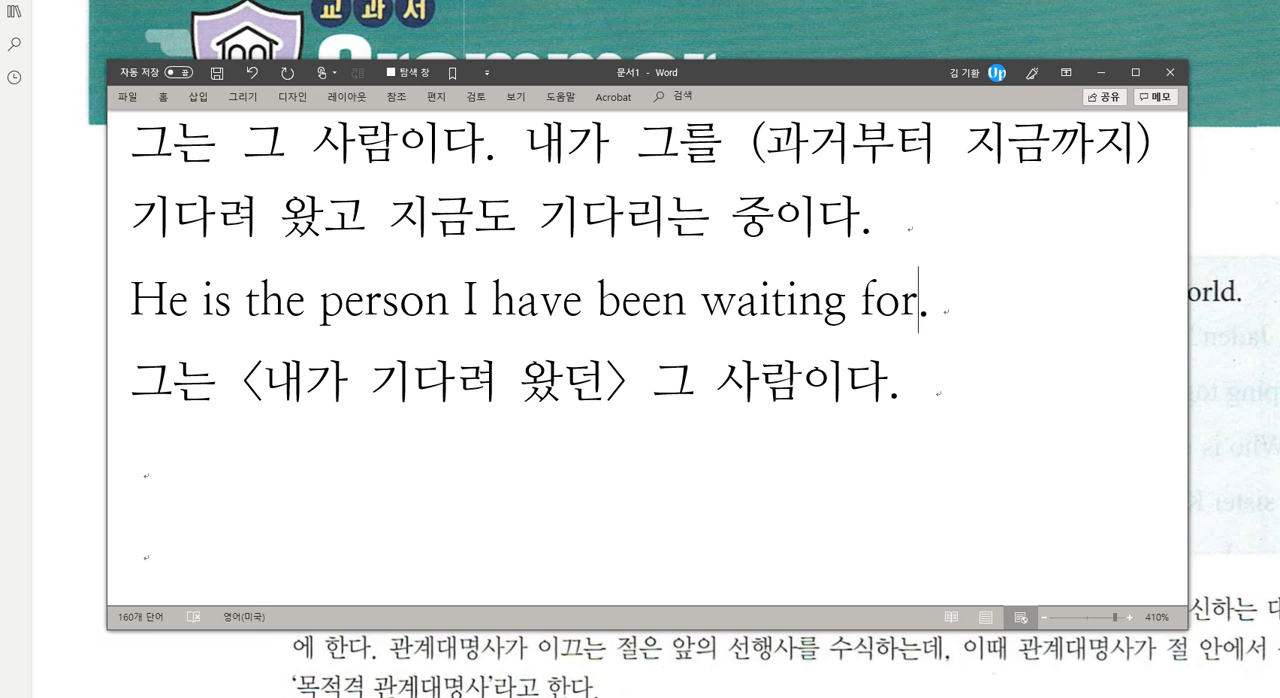 교과서
Grammar
자동 저장 끔 탐색 창 문서1 - Word 김 기환
파일 홈 삽입 그리기 디자인 레이아웃 참조 편지 검토 보기 도움말 Acrobat 검색 공유 메모
그는 그 사람이다. 내가 그를 (과거부터 지금까지)
기다려 왔고 지금도 기다리는 중이다.
He is the person I have been waiting for.
그는 <내가 기다려 왔던> 그 사람이다.
orld.
160개 단어 영어(미국) 410%
신하는 대
에 한다. 관계대명사가 이끄는 절은 앞의 선행사를 수식하는데, 이때 관계대명사가 절 안에서
'목적격 관계대명사'라고 한다.